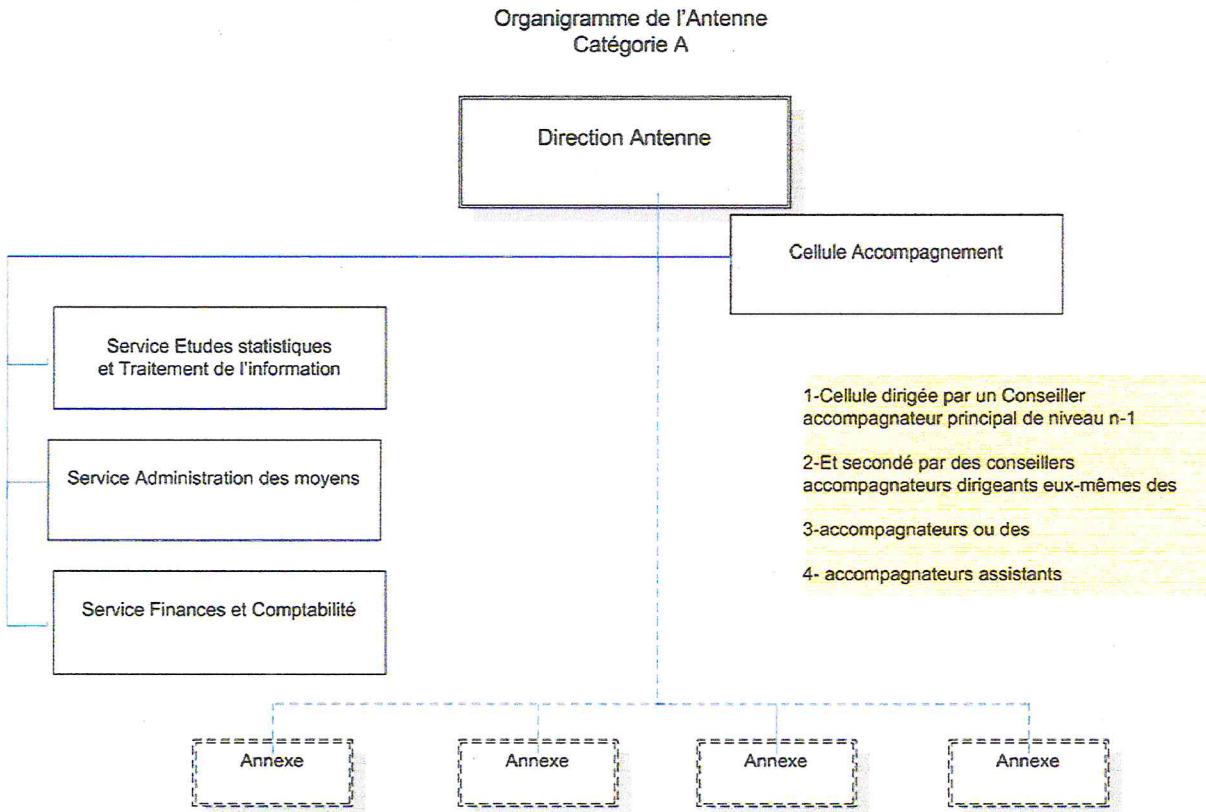 Organigramme de l'Antenne
Catégorie A
Direction Antenne
Cellule Accompagnement
Service Etudes statistiques
et Traitement de l'information
Service Administration des moyens
Service Finances et Comptabilité
1-Cellule dirigée par un Conseiller
accompagnateur principal de niveau n-1
2-Et secondé par des conseillers
accompagnateurs dirigeants eux-mêmes des
3-accompagnateurs ou des
4- accompagnateurs assistants
Annexe
Annexe
Annexe
Annexe